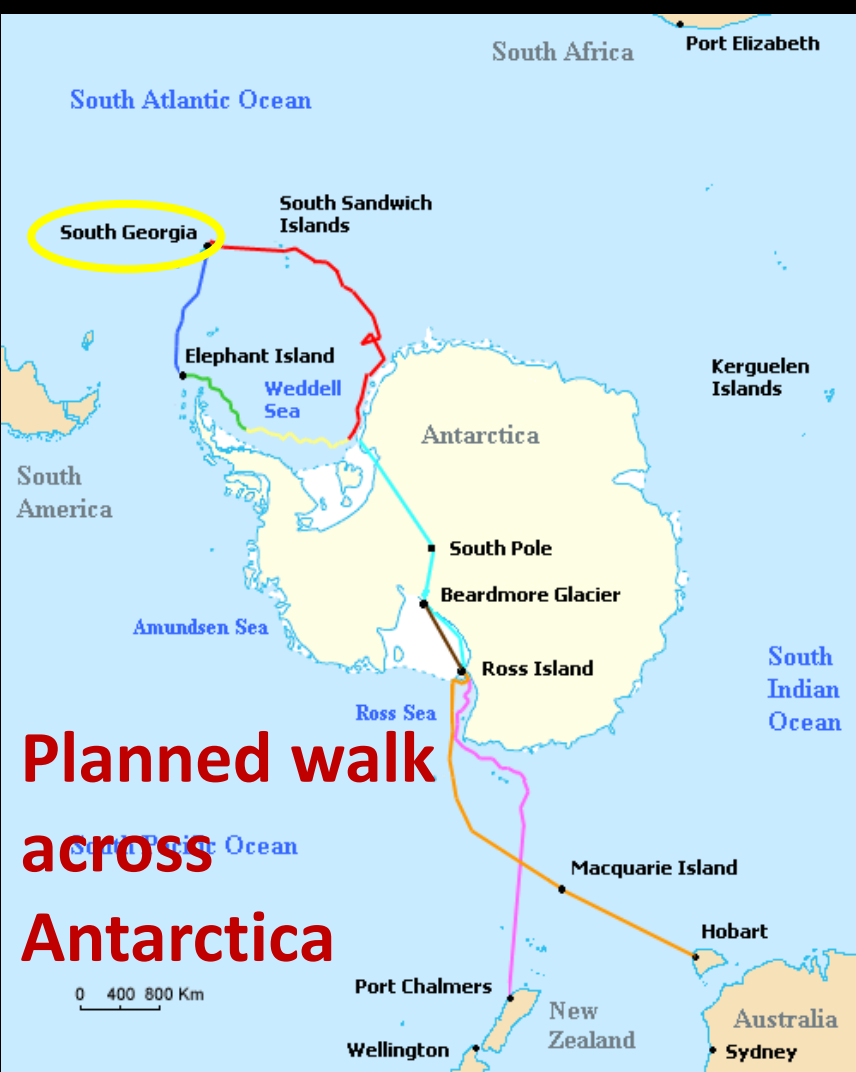 Port Elizabeth
South Africa
South Atlantic Ocean
South Sandwich
Islands
South Georgia
Elephant Island
Weddell
Sea
Kerguelen
Islands
Antarctica
South
America
South Pole
Beardmore Glacier
Amundsen Sea
Ross Island
South
Indian
Ocean
Ross Sea
Planned walk
across
Antarctica
South Pacific Ocean
Macquarie Island
Hobart
0 400 800 Km
Port Chalmers
New
Zealand
Australia
Wellington
Sydney